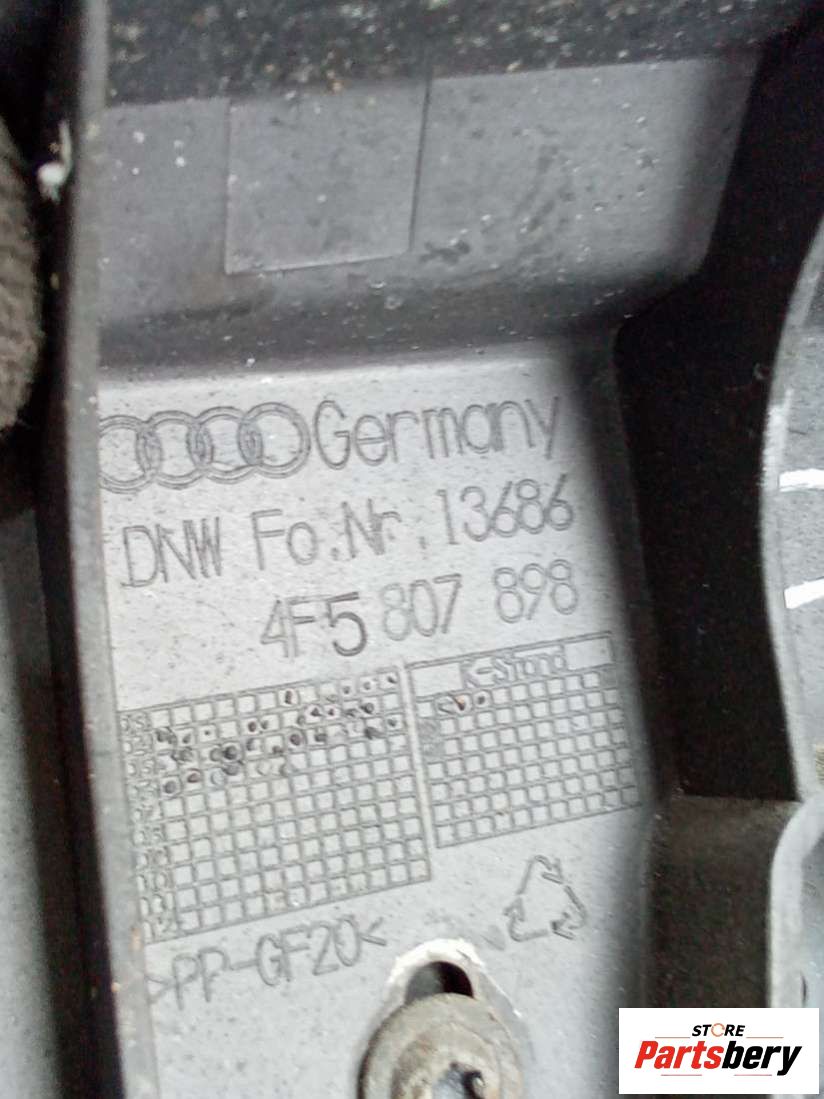 Germany
DNW Fo.Nr.13686
4F5 807 898
K-Stand
>PP-GF20<
STORE
Partsbery